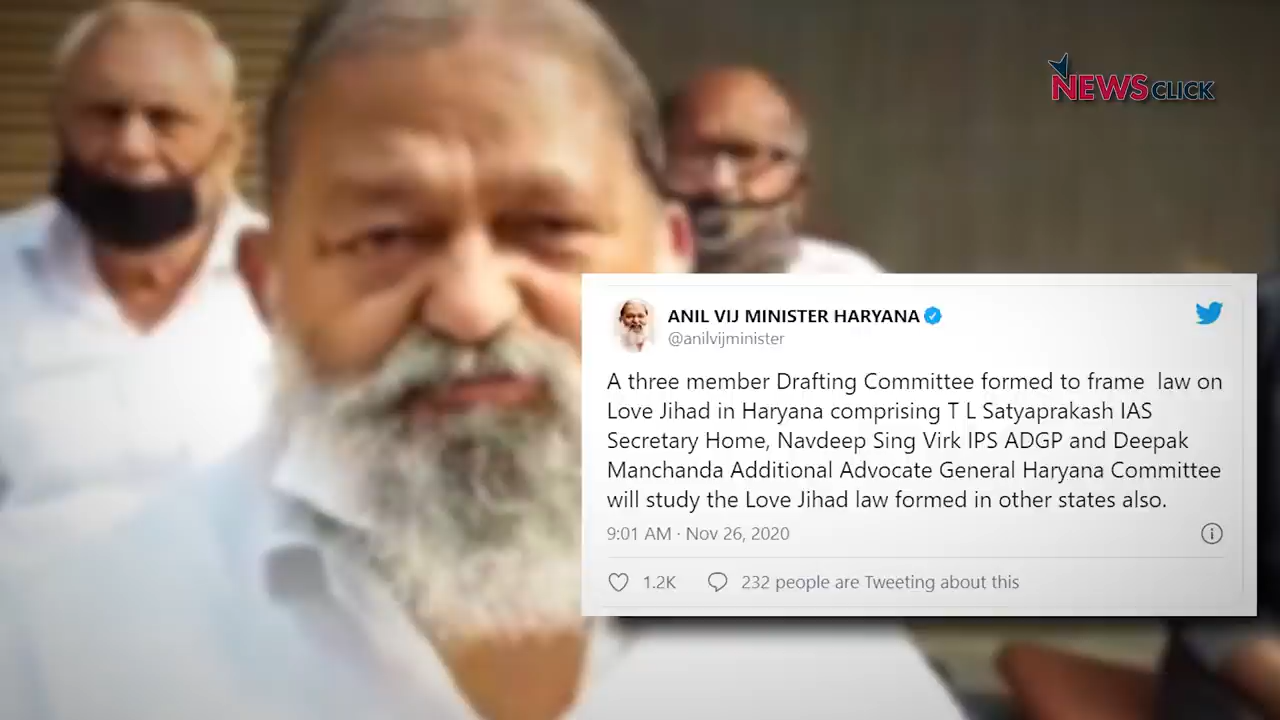 NEWSCLICK
ANIL VIJ MINISTER HARYANA
@anilvijminister
A three member Drafting Committee formed to frame law on
Love Jihad in Haryana comprising T L Satyaprakash IAS
Secretary Home, Navdeep Sing Virk IPS ADGP and Deepak
Manchanda Additional Advocate General Haryana Committee
will study the Love Jihad law formed in other states also.
9:01 AM · Nov 26, 2020
1.2K 232 people are Tweeting about this